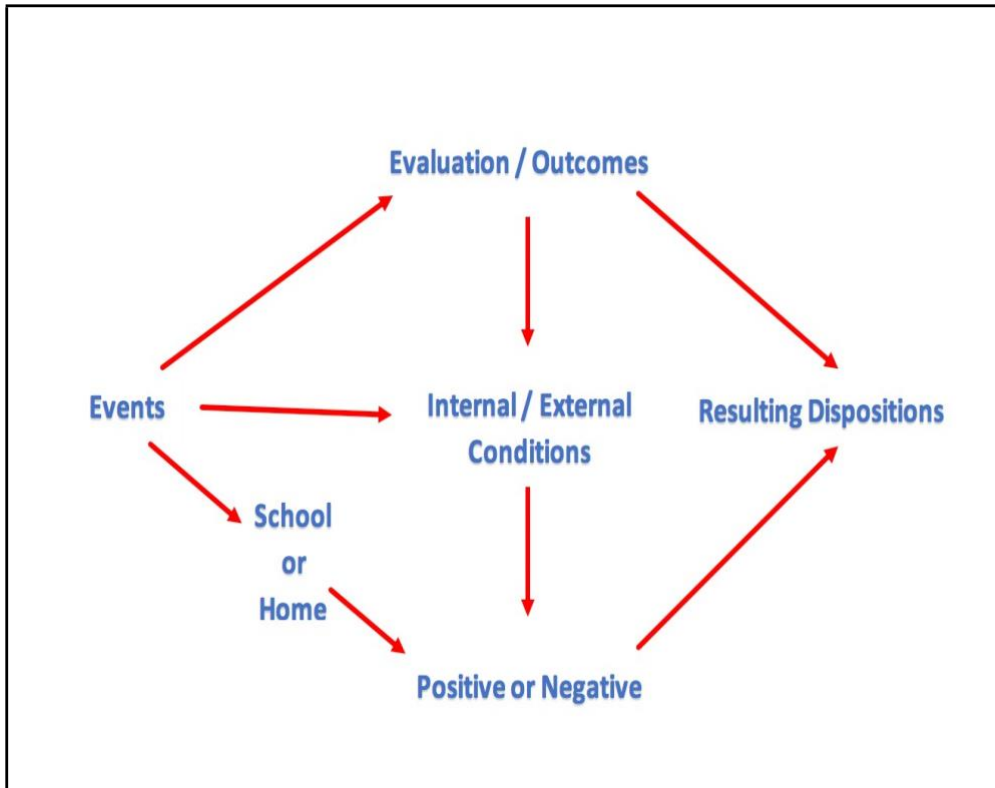 Evaluation / Outcomes
Events
Internal / External
Conditions
Resulting Dispositions
School
or
Home
Positive or Negative